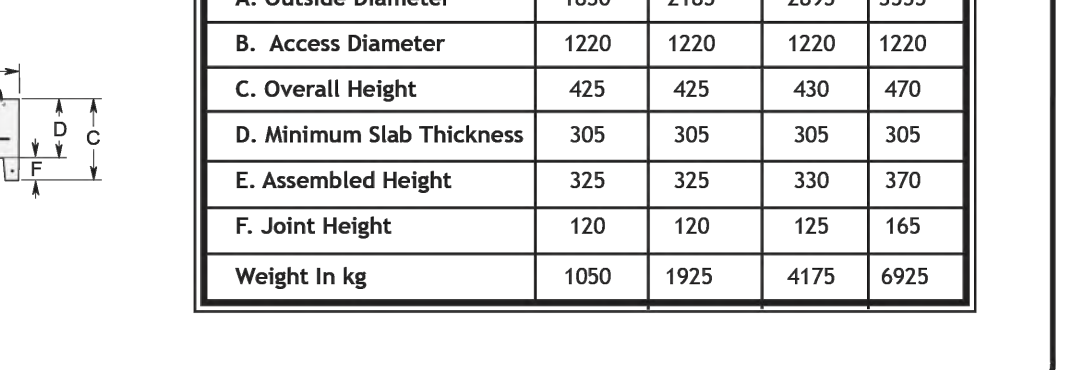 A. Outside Diameter
B. Access Diameter 1220 1220 1220 1220
C. Overall Height 425 425 430 470
D. Minimum Slab Thickness 305 305 305 305
E. Assembled Height 325 325 330 370
F. Joint Height 120 120 125 165
Weight In kg 1050 1925 4175 6925
D C
F